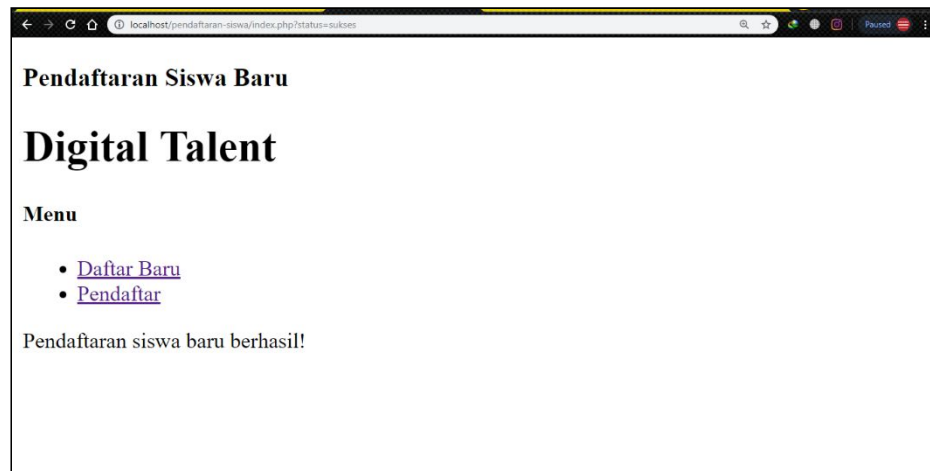 localhost/pendaftaran-siswa/index.php?status=sukses
Paused
Pendaftaran Siswa Baru
Digital Talent
Menu
Daftar Baru
Pendaftar
Pendaftaran siswa baru berhasil!